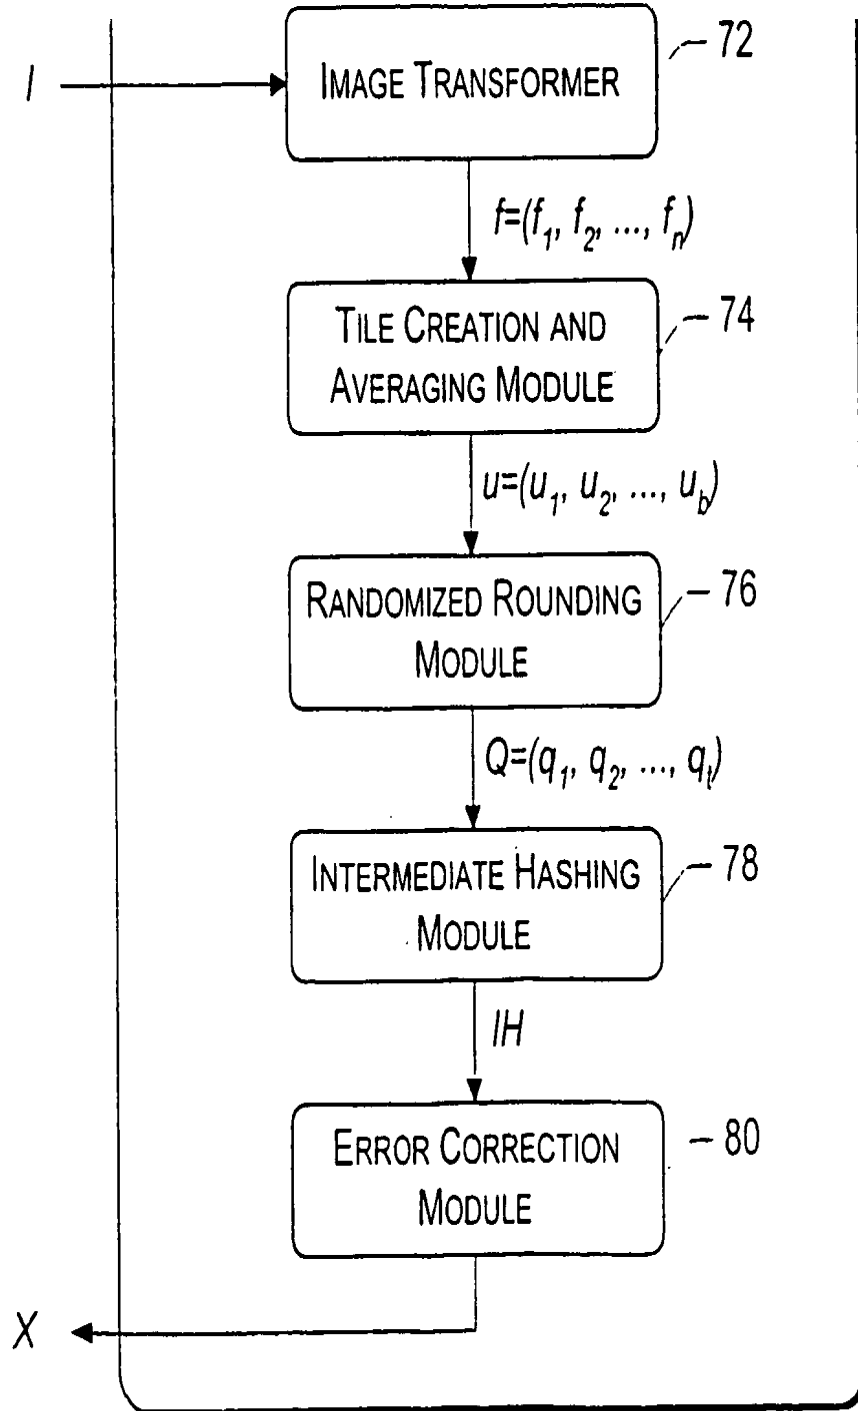 72
I
IMAGE TRANSFORMER
f=(f1, f2, ..., fn)
TILE CREATION AND
AVERAGING MODULE
74
u=(u1, u2, ..., ub)
RANDOMIZED ROUNDING
MODULE
76
Q=(q1, q2, ..., qt)
INTERMEDIATE HASHING
MODULE
78
IH
ERROR CORRECTION
MODULE
80
X